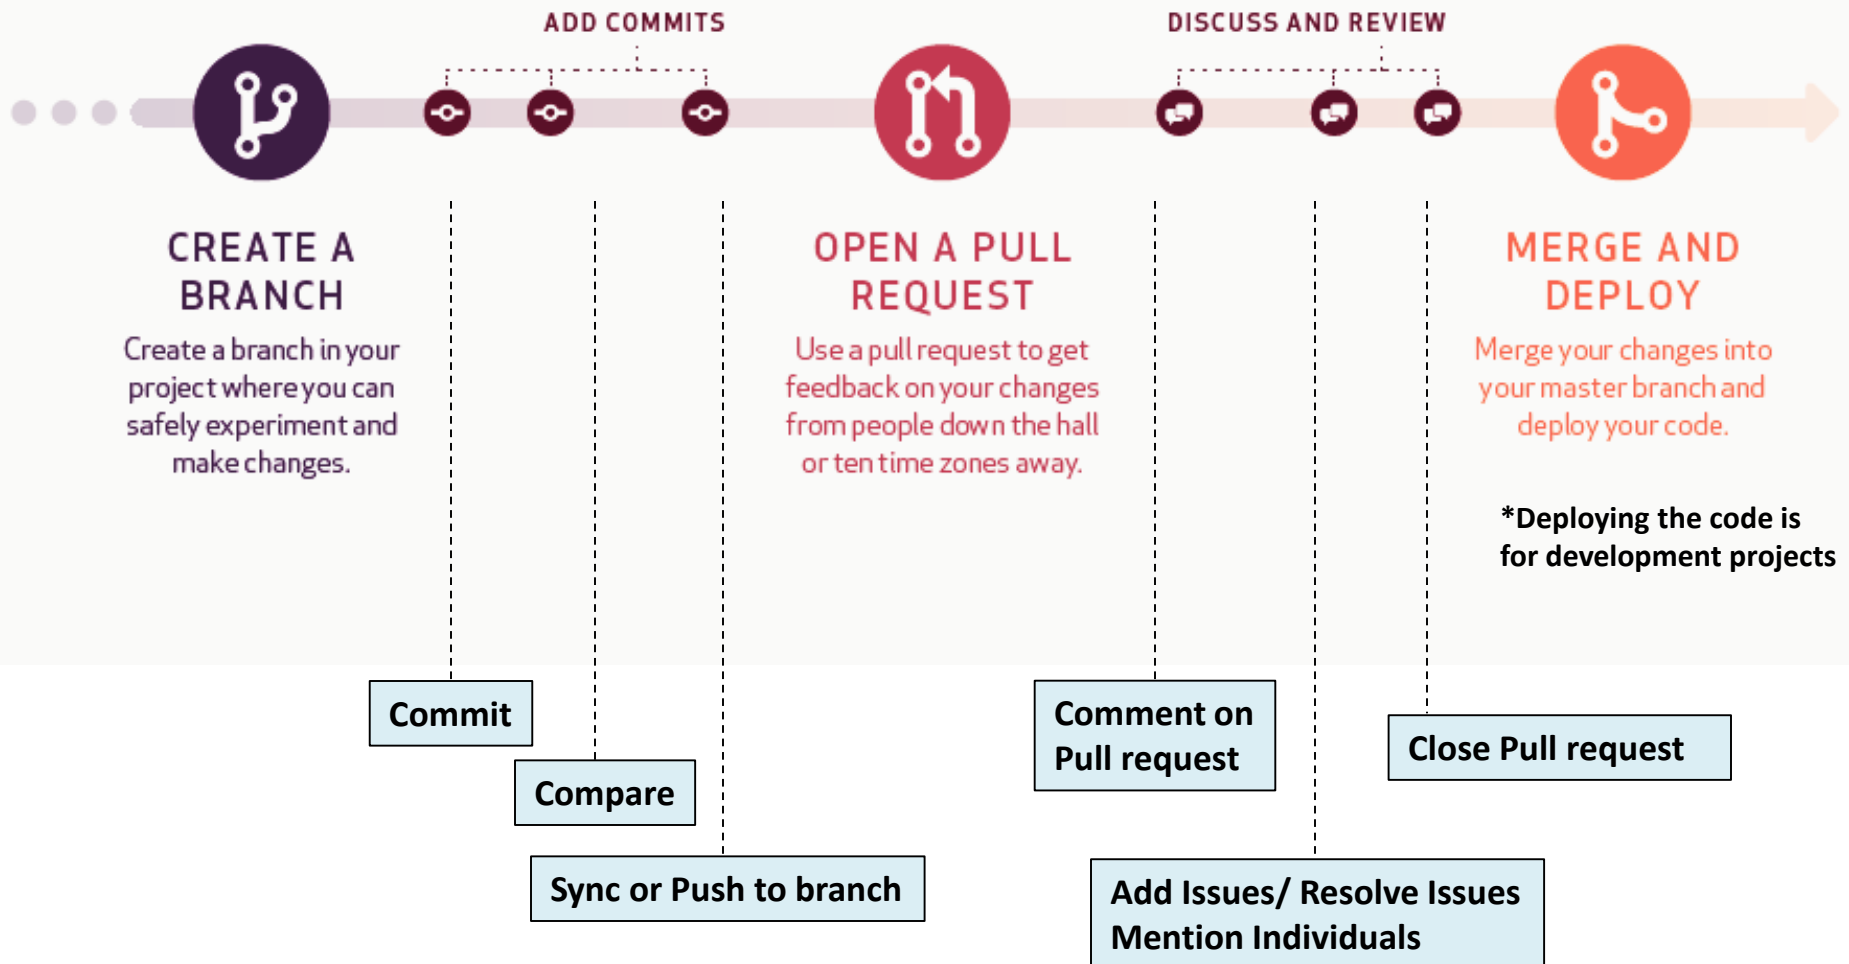 ADD COMMITS
DISCUSS AND REVIEW
CREATE A
BRANCH
Create a branch in your
project where you can
safely experiment and
make changes.
OPEN A PULL
REQUEST
Use a pull request to get
feedback on your changes
from people down the hall
or ten time zones away.
MERGE AND
DEPLOY
Merge your changes into
your master branch and
deploy your code.
*Deploying the code is
for development projects
Commit
Compare
Sync or Push to branch
Comment on
Pull request
Add Issues/ Resolve Issues
Mention Individuals
Close Pull request